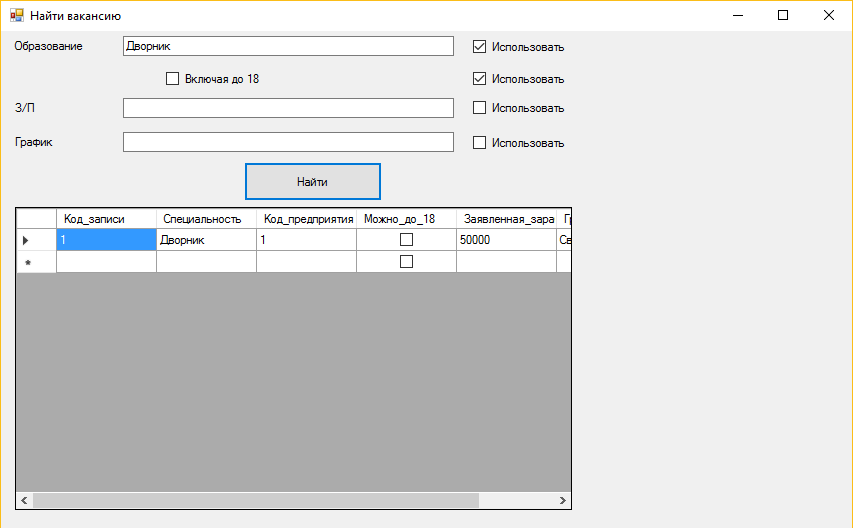 Найти вакансию
Образование Дворник Использовать
Включая до 18 Использовать
З/П Использовать
График Использовать
Найти
Код_записи Специальность Код_предприятия Можно_до_18 Заявленная_зара Гр
1 Дворник 1 50000 Св